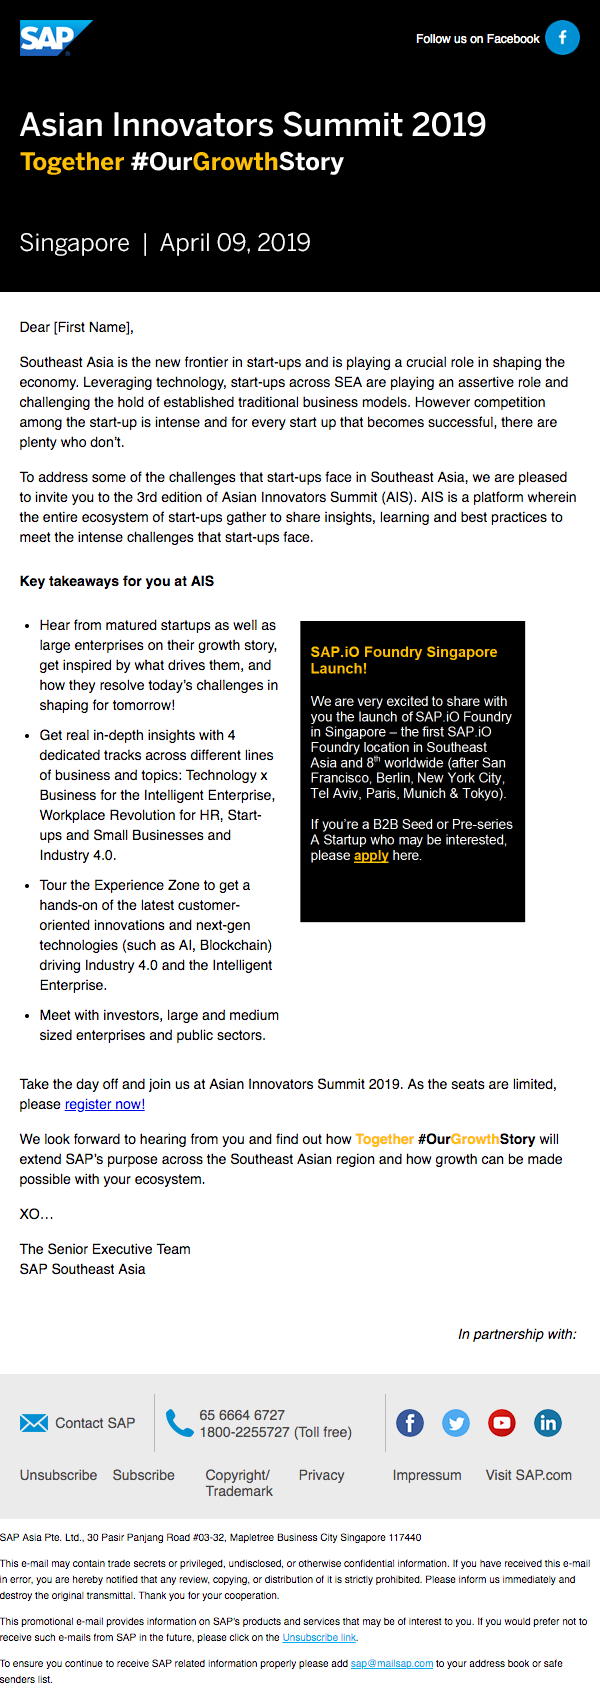 SAP
Follow us on Facebook
Asian Innovators Summit 2019
Together #OurGrowthStory
Singapore | April 09, 2019
Dear [First Name],
Southeast Asia is the new frontier in start-ups and is playing a crucial role in shaping the
economy. Leveraging technology, start-ups across SEA are playing an assertive role and
challenging the hold of established traditional business models. However competition
among the start-up is intense and for every start up that becomes successful, there are
plenty who don't.
To address some of the challenges that start-ups face in Southeast Asia, we are pleased
to invite you to the 3rd edition of Asian Innovators Summit (AIS). AIS is a platform wherein
the entire ecosystem of start-ups gather to share insights, learning and best practices to
meet the intense challenges that start-ups face.
Key takeaways for you at AIS
• Hear from matured startups as well as
large enterprises on their growth story,
get inspired by what drives them, and
how they resolve today's challenges in
shaping for tomorrow!
• Get real in-depth insights with 4
dedicated tracks across different lines
of business and topics: Technology x
Business for the Intelligent Enterprise,
Workplace Revolution for HR, Start-
ups and Small Businesses and
Industry 4.0.
• Tour the Experience Zone to get a
hands-on of the latest customer-
oriented innovations and next-gen
technologies (such as AI, Blockchain)
driving Industry 4.0 and the Intelligent
Enterprise.
• Meet with investors, large and medium
sized enterprises and public sectors.
SAP.iO Foundry Singapore
Launch!
We are very excited to share with
you the launch of SAP.iO Foundry
in Singapore – the first SAP.iO
Foundry location in Southeast
Asia and 8th worldwide (after San
Francisco, Berlin, New York City,
Tel Aviv, Paris, Munich & Tokyo).
If you're a B2B Seed or Pre-series
A Startup who may be interested,
please apply here.
Take the day off and join us at Asian Innovators Summit 2019. As the seats are limited,
please register now!
We look forward to hearing from you and find out how Together #OurGrowthStory will
extend SAP's purpose across the Southeast Asian region and how growth can be made
possible with your ecosystem.
XO…
The Senior Executive Team
SAP Southeast Asia
In partnership with:
Contact SAP
65 6664 6727
1800-2255727 (Toll free)
Unsubscribe Subscribe Copyright/ Privacy Impressum Visit SAP.com
Trademark
SAP Asia Pte. Ltd., 30 Pasir Panjang Road #03-32, Mapletree Business City Singapore 117440
This e-mail may contain trade secrets or privileged, undisclosed, or otherwise confidential information. If you have received this e-mail
in error, you are hereby notified that any review, copying, or distribution of it is strictly prohibited. Please inform us immediately and
destroy the original transmittal. Thank you for your cooperation.
This promotional e-mail provides information on SAP's products and services that may be of interest to you. If you would prefer not to
receive such e-mails from SAP in the future, please click on the Unsubscribe link.
To ensure you continue to receive SAP related information properly please add sap@mailsap.com to your address book or safe
senders list.